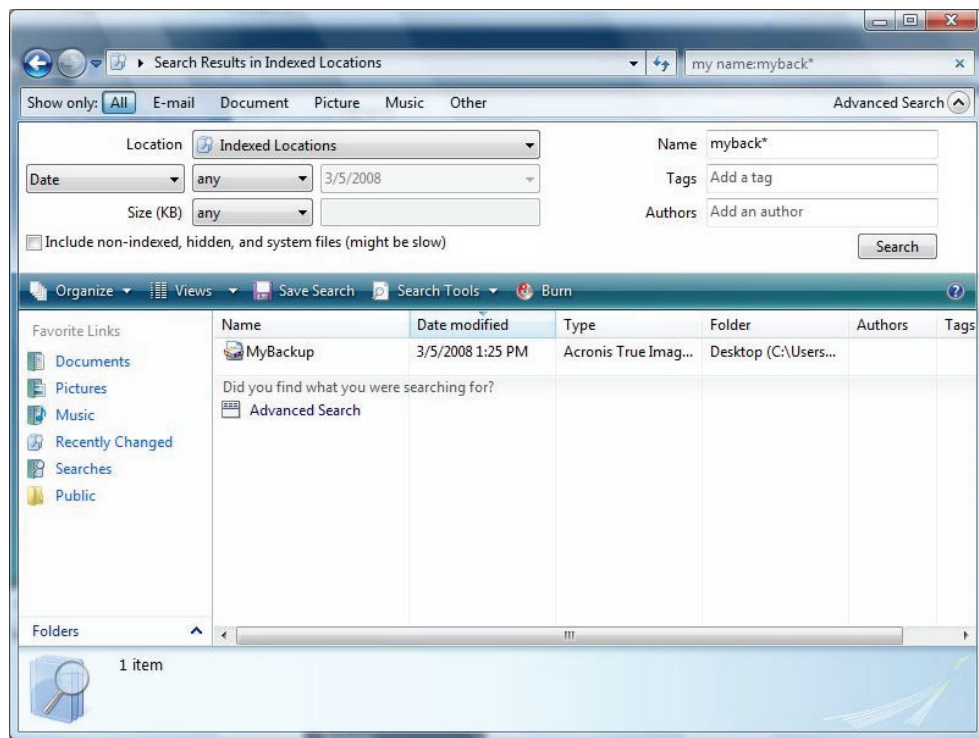 Search Results in Indexed Locations
my name:myback*
Show only: All E-mail Document Picture Music Other Advanced Search
Location Indexed Locations Name myback*
Date any 3/5/2008 Tags Add a tag
Size (KB) any Authors Add an author
Include non-indexed, hidden, and system files (might be slow)
Search
Organize Views Save Search Search Tools Burn
Favorite Links
Documents
Pictures
Music
Recently Changed
Searches
Public
Folders
Name Date modified Type Folder Authors Tags
MyBackup 3/5/2008 1:25 PM Acronis True Imag... Desktop (C:\Users...
Did you find what you were searching for?
Advanced Search
1 item